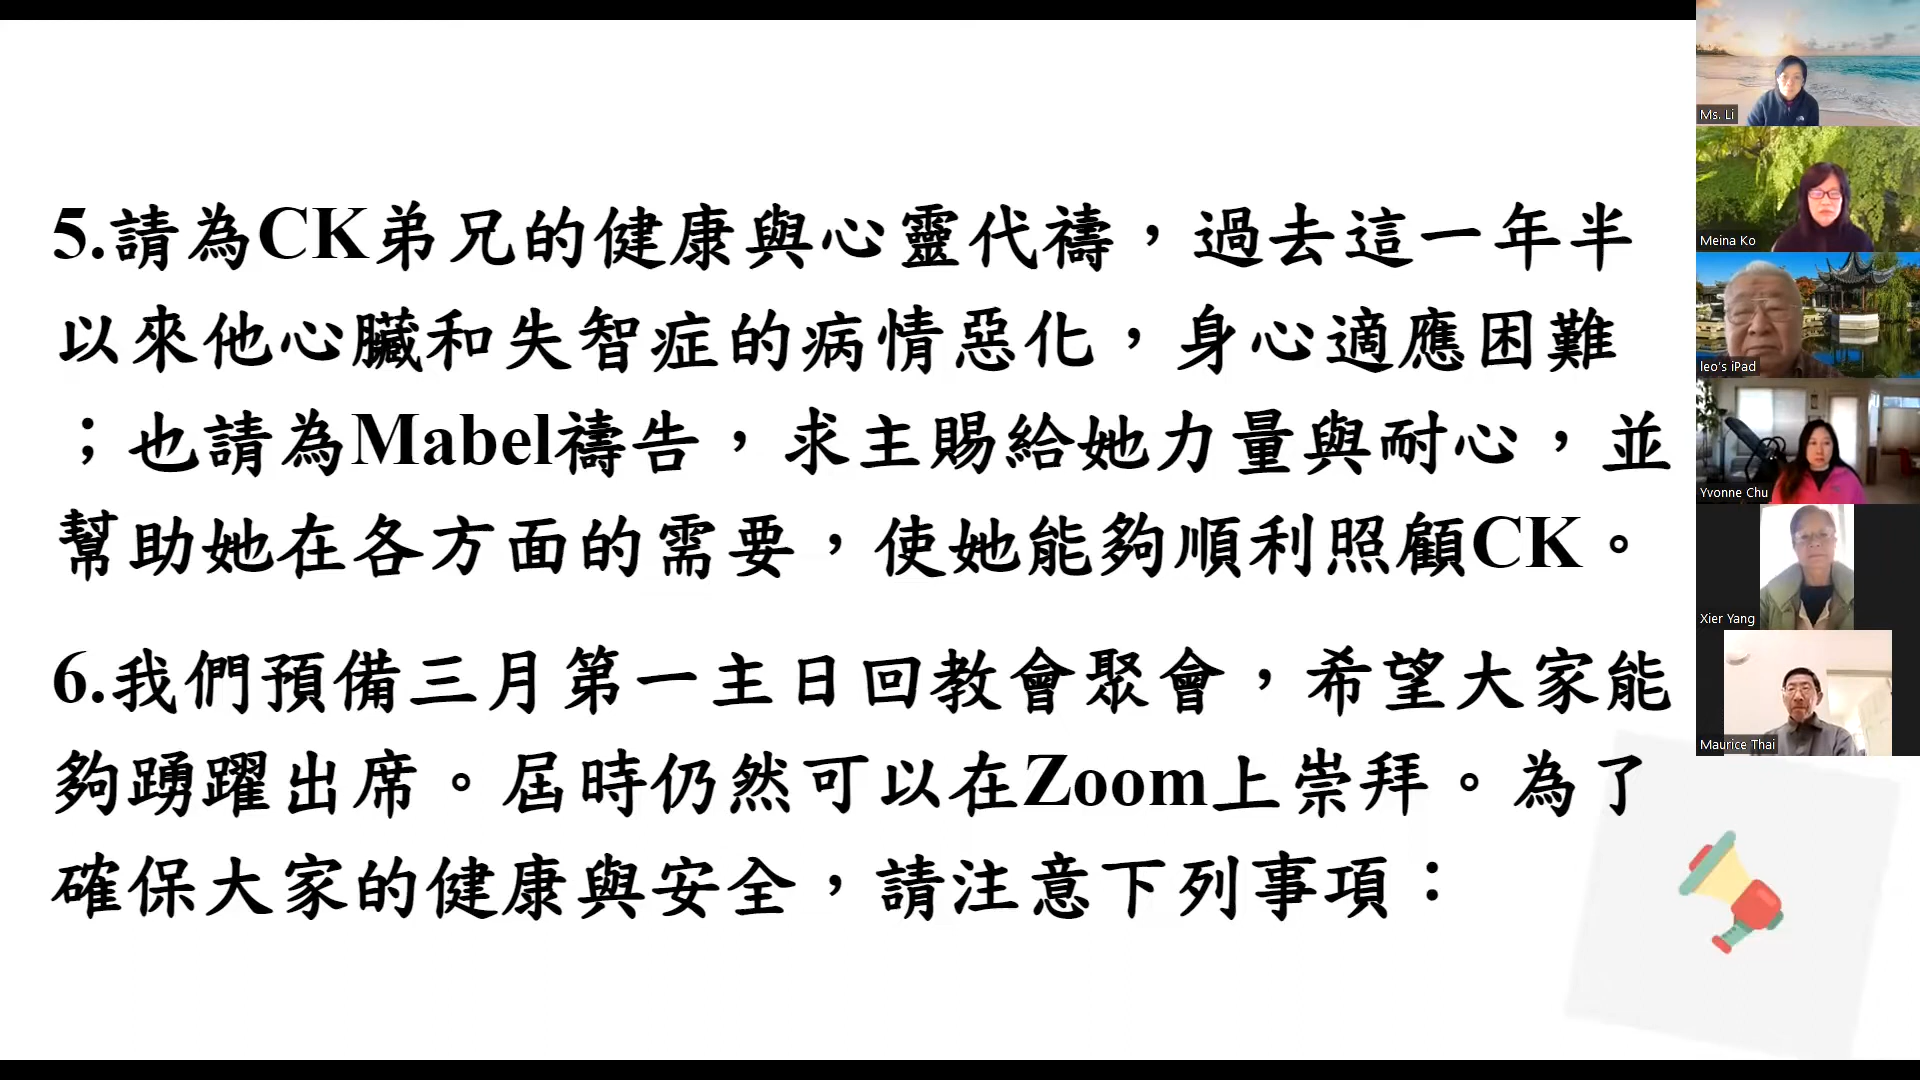 5.請為CK弟兄的健康與心靈代禱，過去這一年半
以來他心臟和失智症的病情惡化，身心適應困難
；也請為Mabel禱告，求主賜給她力量與耐心，並
幫助她在各方面的需要，使她能夠順利照顧CK。
6.我們預備三月第一主日回教會聚會，希望大家能
夠踴躍出席。屆時仍然可以在Zoom上崇拜。為了
確保大家的健康與安全，請注意下列事項：
Ms. Li
Meina Ko
leo's iPad
Yvonne Chu
Xier Yang
Maurice Thai